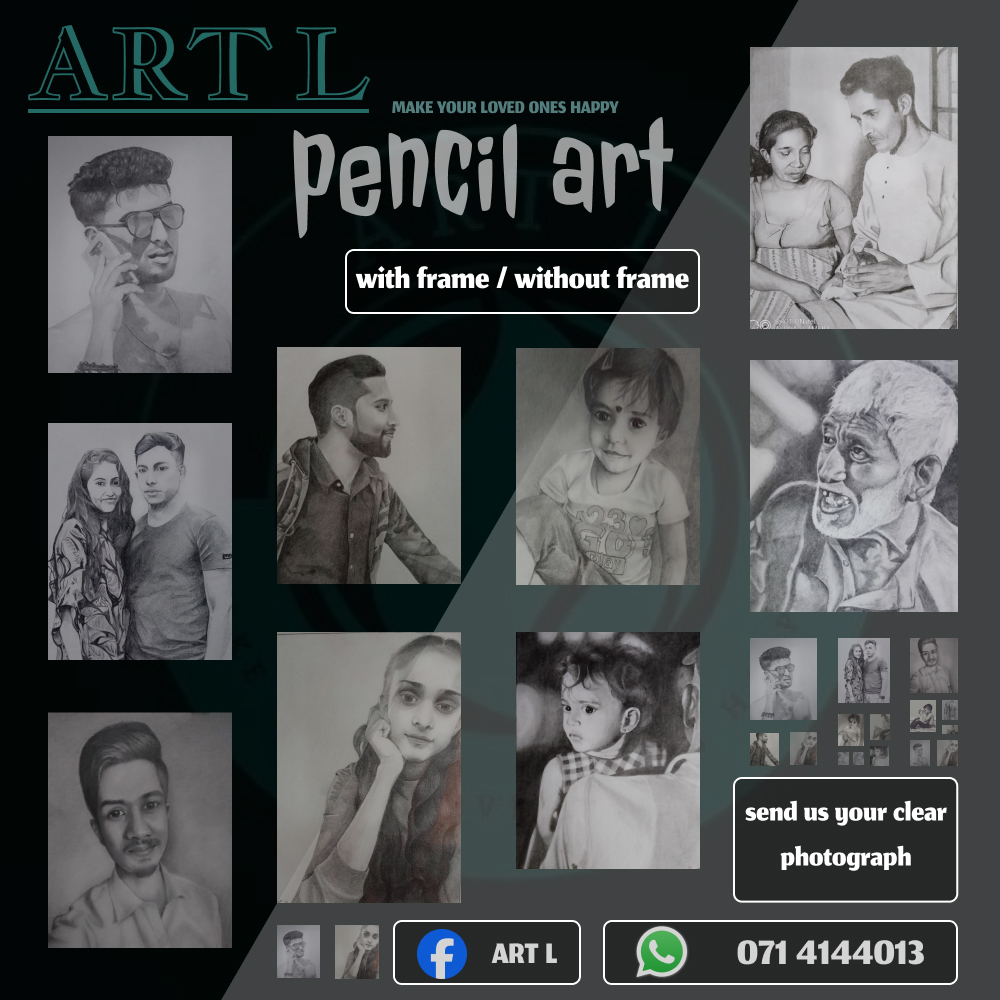 ART L
MAKE YOUR LOVED ONES HAPPY
pencil art
with frame / without frame
send us your clear
photograph
ART L
071 4144013